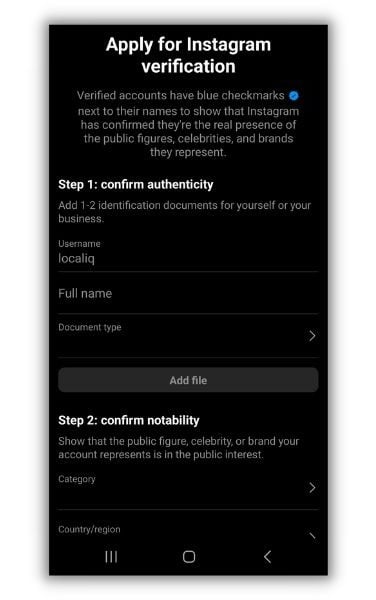 Apply for Instagram
verification
Verified accounts have blue checkmarks
next to their names to show that Instagram
has confirmed they're the real presence of
the public figures, celebrities, and brands
they represent.
Step 1: confirm authenticity
Add 1-2 identification documents for yourself or your
business.
Username
localiq
Full name
Document type
Add file
Step 2: confirm notability
Show that the public figure, celebrity, or brand your
account represents is in the public interest.
Category
Country/region